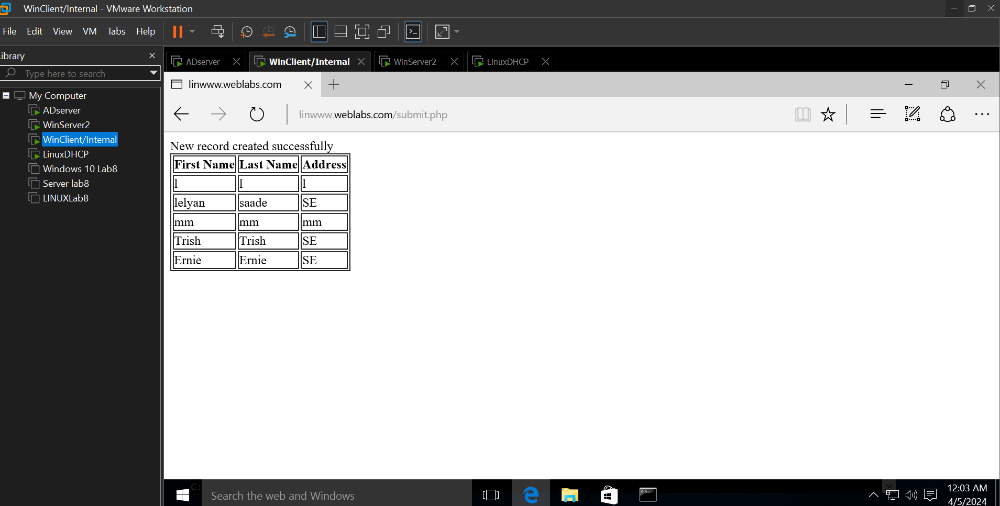 WinClient/Internal - VMware Workstation
File Edit View VM Tabs Help
ibrary
Type here to search
My Computer
ADserver
WinServer2
WinClient/Internal
LinuxDHCP
Windows 10 Lab8
Server lab8
LINUXLab8
ADserver WinClient/Internal WinServer2 LinuxDHCP
linwww.weblabs.com
linwww.weblabs.com/submit.php
New record created successfully
First Name Last Name Address
l l l
lelyan saade SE
mm mm mm
Trish Trish SE
Ernie Ernie SE
C:
Search the web and Windows
12:03 AM
4/5/2024